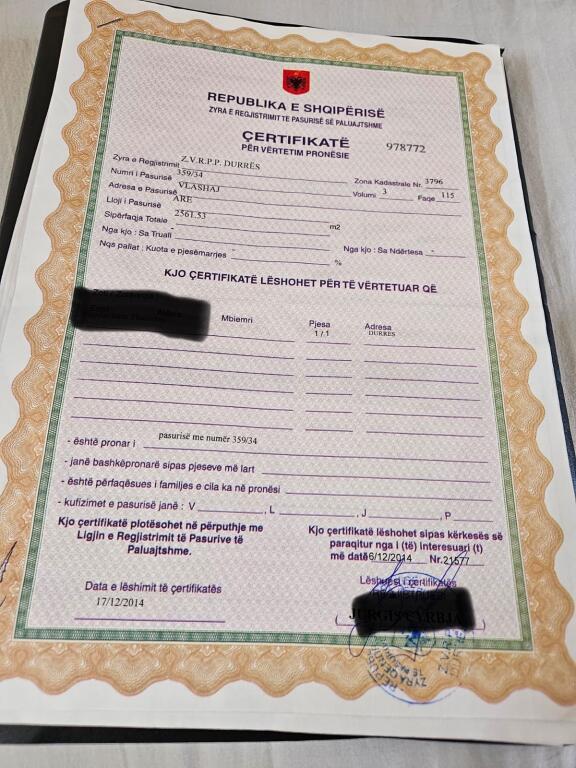 REPUBLIKA E SHQIPËRISË
ZYRA E REGJISTRIMIT TE PASURISË SË PALUAJTSHME
ÇERTIFIKATË
PËR VËRTETIM PRONËSIE
978772
Zyra e Regjistrimit Z.V.R.P.P. DURRËS
Zona Kadastrale Nr. 3796
Numri i Pasurisë 359/34
Volumi 3 Faqe 115
Adresa e Pasurisë VLASHAJ
Lloji i Pasurisë ARE
Sipërfaqja Totale 2561.53 m2
Nga kjo : Sa Truall -
Nga kjo : Sa Ndërtesa -
Nqs pallat : Kuota e pjesëmarrjes - %
KJO ÇERTIFIKATË LËSHOHET PËR TË VËRTETUAR QË
Mbiemri Pjesa Adresa
1/1 DURRES
- është pronar i pasurisë me numër 359/34
- janë bashkëpronarë sipas pjeseve më lart
- është përfaqësues i familjes e cila ka në pronësi
- kufizimet e pasurisë janë : V , L , J , P.
Kjo çertifikatë plotësohet në përputhje me
Ligjin e Regjistrimit të Pasurive të
Paluajtshme.
Kjo çertifikatë lëshohet sipas kërkesës së
paraqitur nga i (të) Interesuari (t)
më datë 6/12/2014 Nr. 21577
Data e lëshimit të çertifikatës
17/12/2014
Lëshuesi i çertifikatës